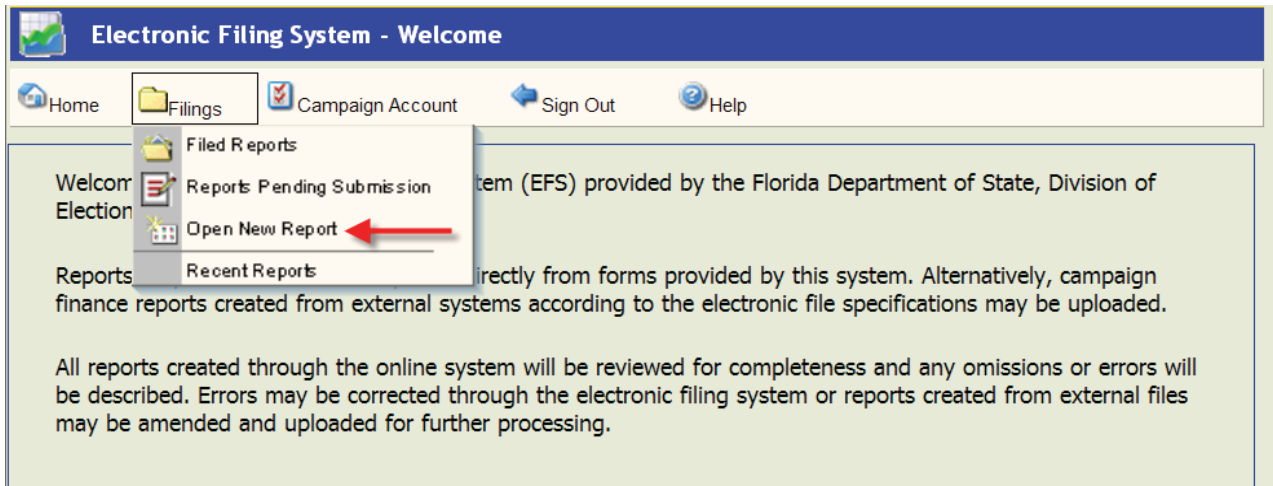 Electronic Filing System - Welcome
Home Filings Campaign Account Sign Out Help
Filed Reports
Reports Pending Submission
Open New Report
Recent Reports
tem (EFS) provided by the Florida Department of State, Division of
Election
Reports irectly from forms provided by this system. Alternatively, campaign
finance reports created from external systems according to the electronic file specifications may be uploaded.
All reports created through the online system will be reviewed for completeness and any omissions or errors will
be described. Errors may be corrected through the electronic filing system or reports created from external files
may be amended and uploaded for further processing.